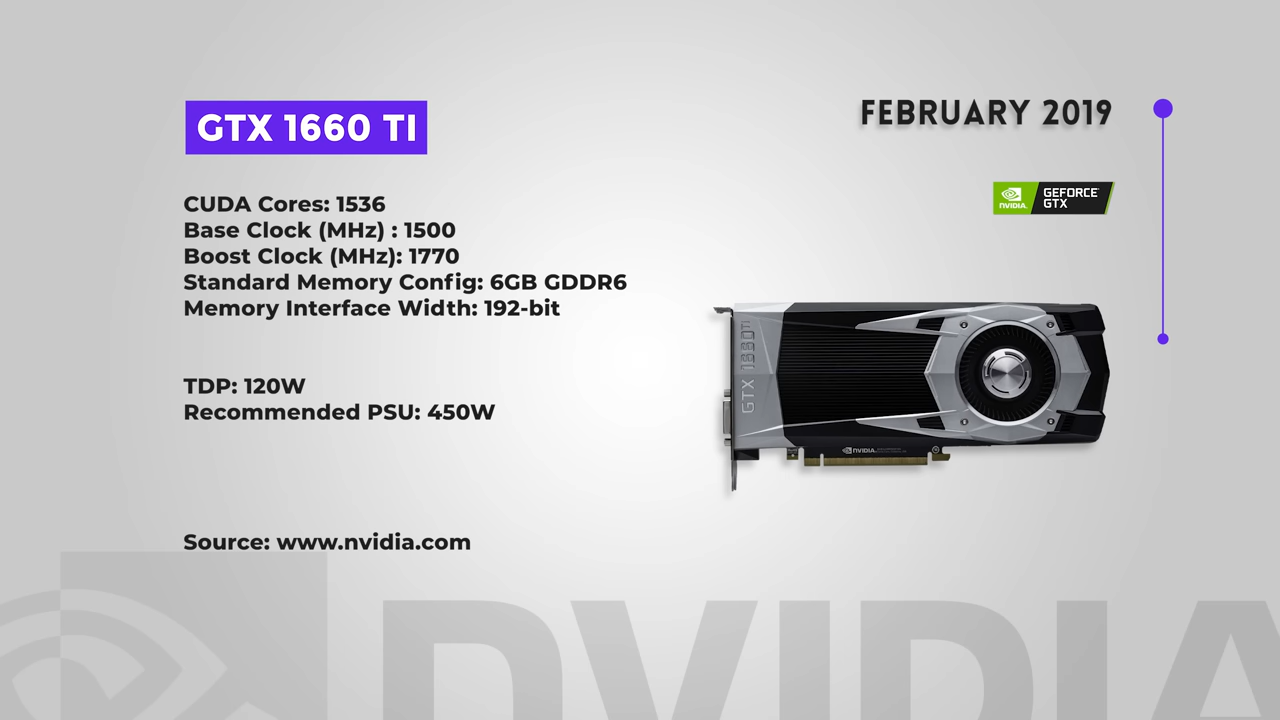 GTX 1660 TI
FEBRUARY 2019
CUDA Cores: 1536
Base Clock (MHz) : 1500
Boost Clock (MHz): 1770
Standard Memory Config: 6GB GDDR6
Memory Interface Width: 192-bit
NVIDIA.
GEFORCE
GTX
TDP: 120W
Recommended PSU: 450W
GTX 1660 TI
NVIDIA.
Source: www.nvidia.com
NVIDIA